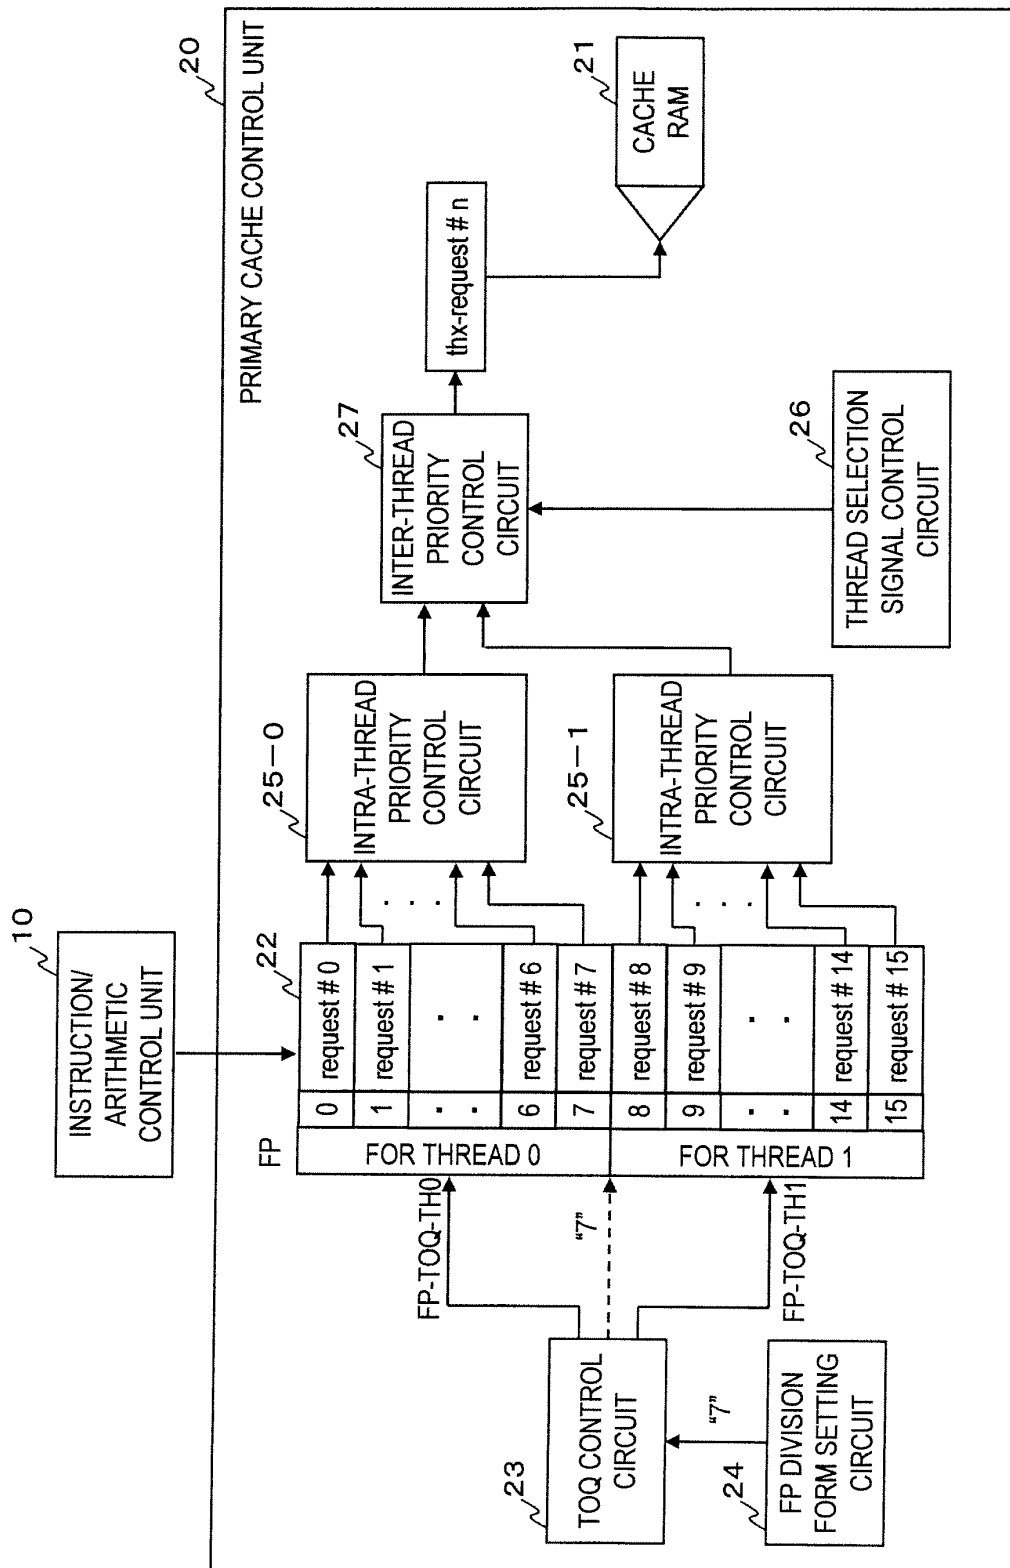 10
INSTRUCTION/
ARITHMETIC
CONTROL UNIT
20
PRIMARY CACHE CONTROL UNIT
FP
22
FOR THREAD 0
0 request # 0
1 request # 1
. . . .
6 request # 6
7 request # 7
FOR THREAD 1
8 request # 8
9 request # 9
. . . .
14 request # 14
15 request # 15
FP-TOQ-TH0
"7"
FP-TOQ-TH1
23
TOQ CONTROL
CIRCUIT
"7"
24
FP DIVISION
FORM SETTING
CIRCUIT
. . .
25-0
INTRA-THREAD
PRIORITY
CONTROL
CIRCUIT
. . .
25-1
INTRA-THREAD
PRIORITY
CONTROL
CIRCUIT
27
INTER-THREAD
PRIORITY
CONTROL
CIRCUIT
26
THREAD SELECTION
SIGNAL CONTROL
CIRCUIT
thx-request # n
21
CACHE
RAM